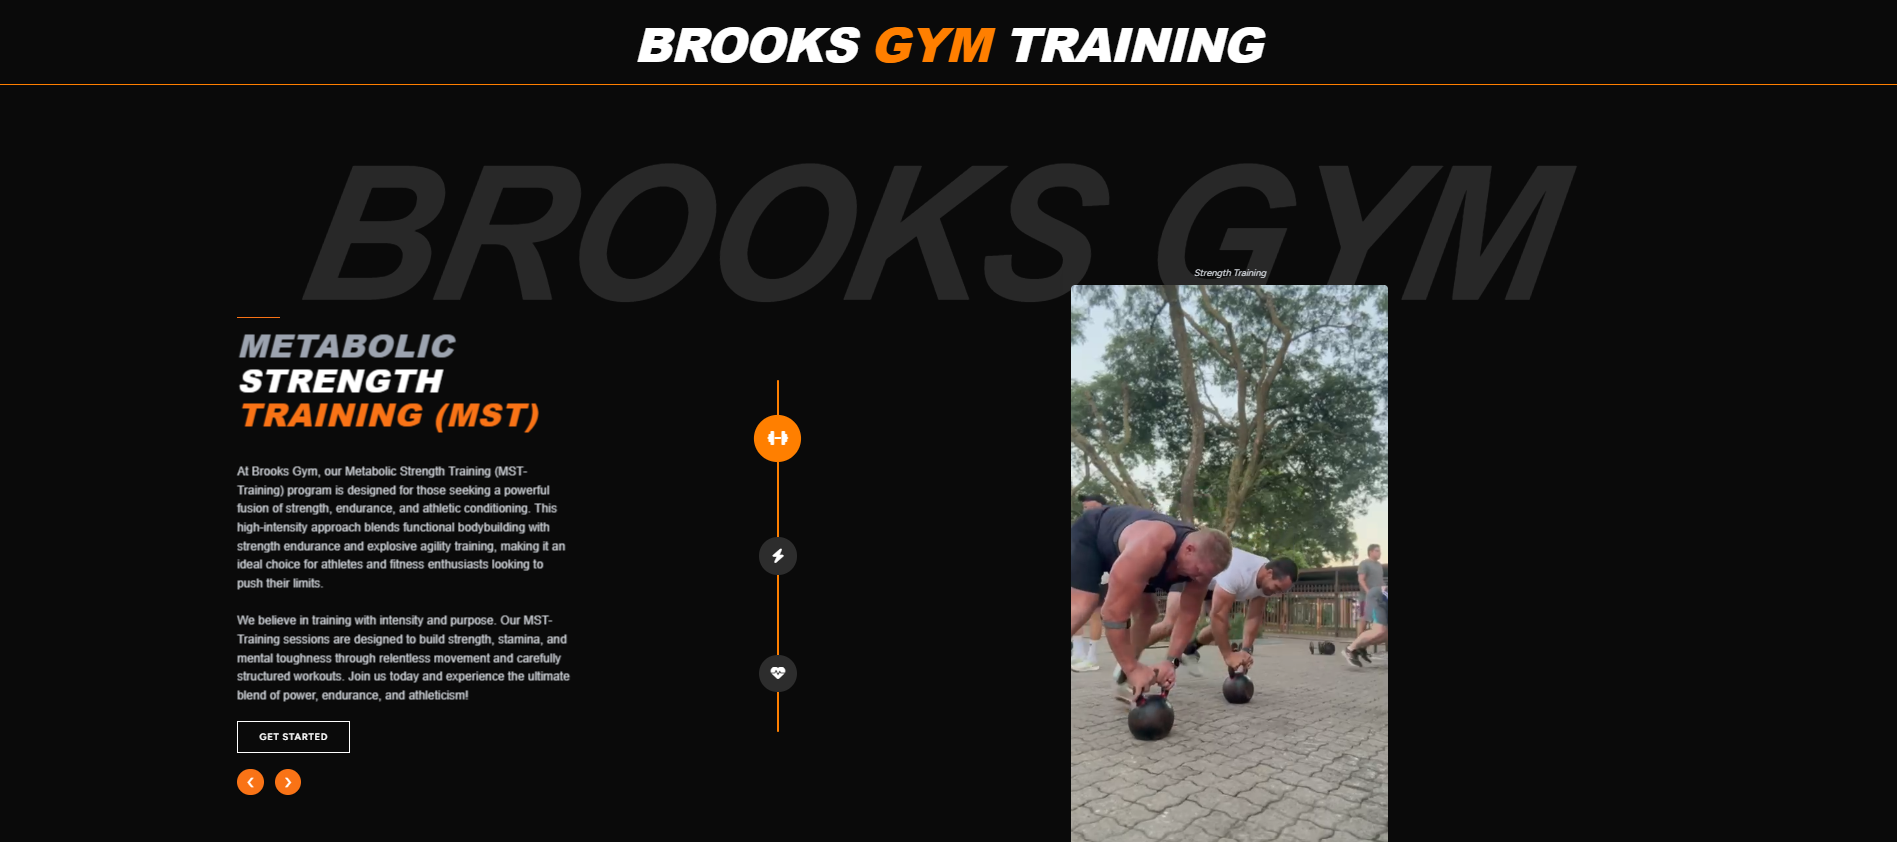 BROOKS GYM TRAINING
BROOKS GYM
Strength Training
METABOLIC
STRENGTH
TRAINING (MST)
At Brooks Gym, our Metabolic Strength Training (MST-
Training) program is designed for those seeking a powerful
fusion of strength, endurance, and athletic conditioning. This
high-intensity approach blends functional bodybuilding with
strength endurance and explosive agility training, making it an
ideal choice for athletes and fitness enthusiasts looking to
push their limits.
We believe in training with intensity and purpose. Our MST-
Training sessions are designed to build strength, stamina, and
mental toughness through relentless movement and carefully
structured workouts. Join us today and experience the ultimate
blend of power, endurance, and athleticism!
GET STARTED